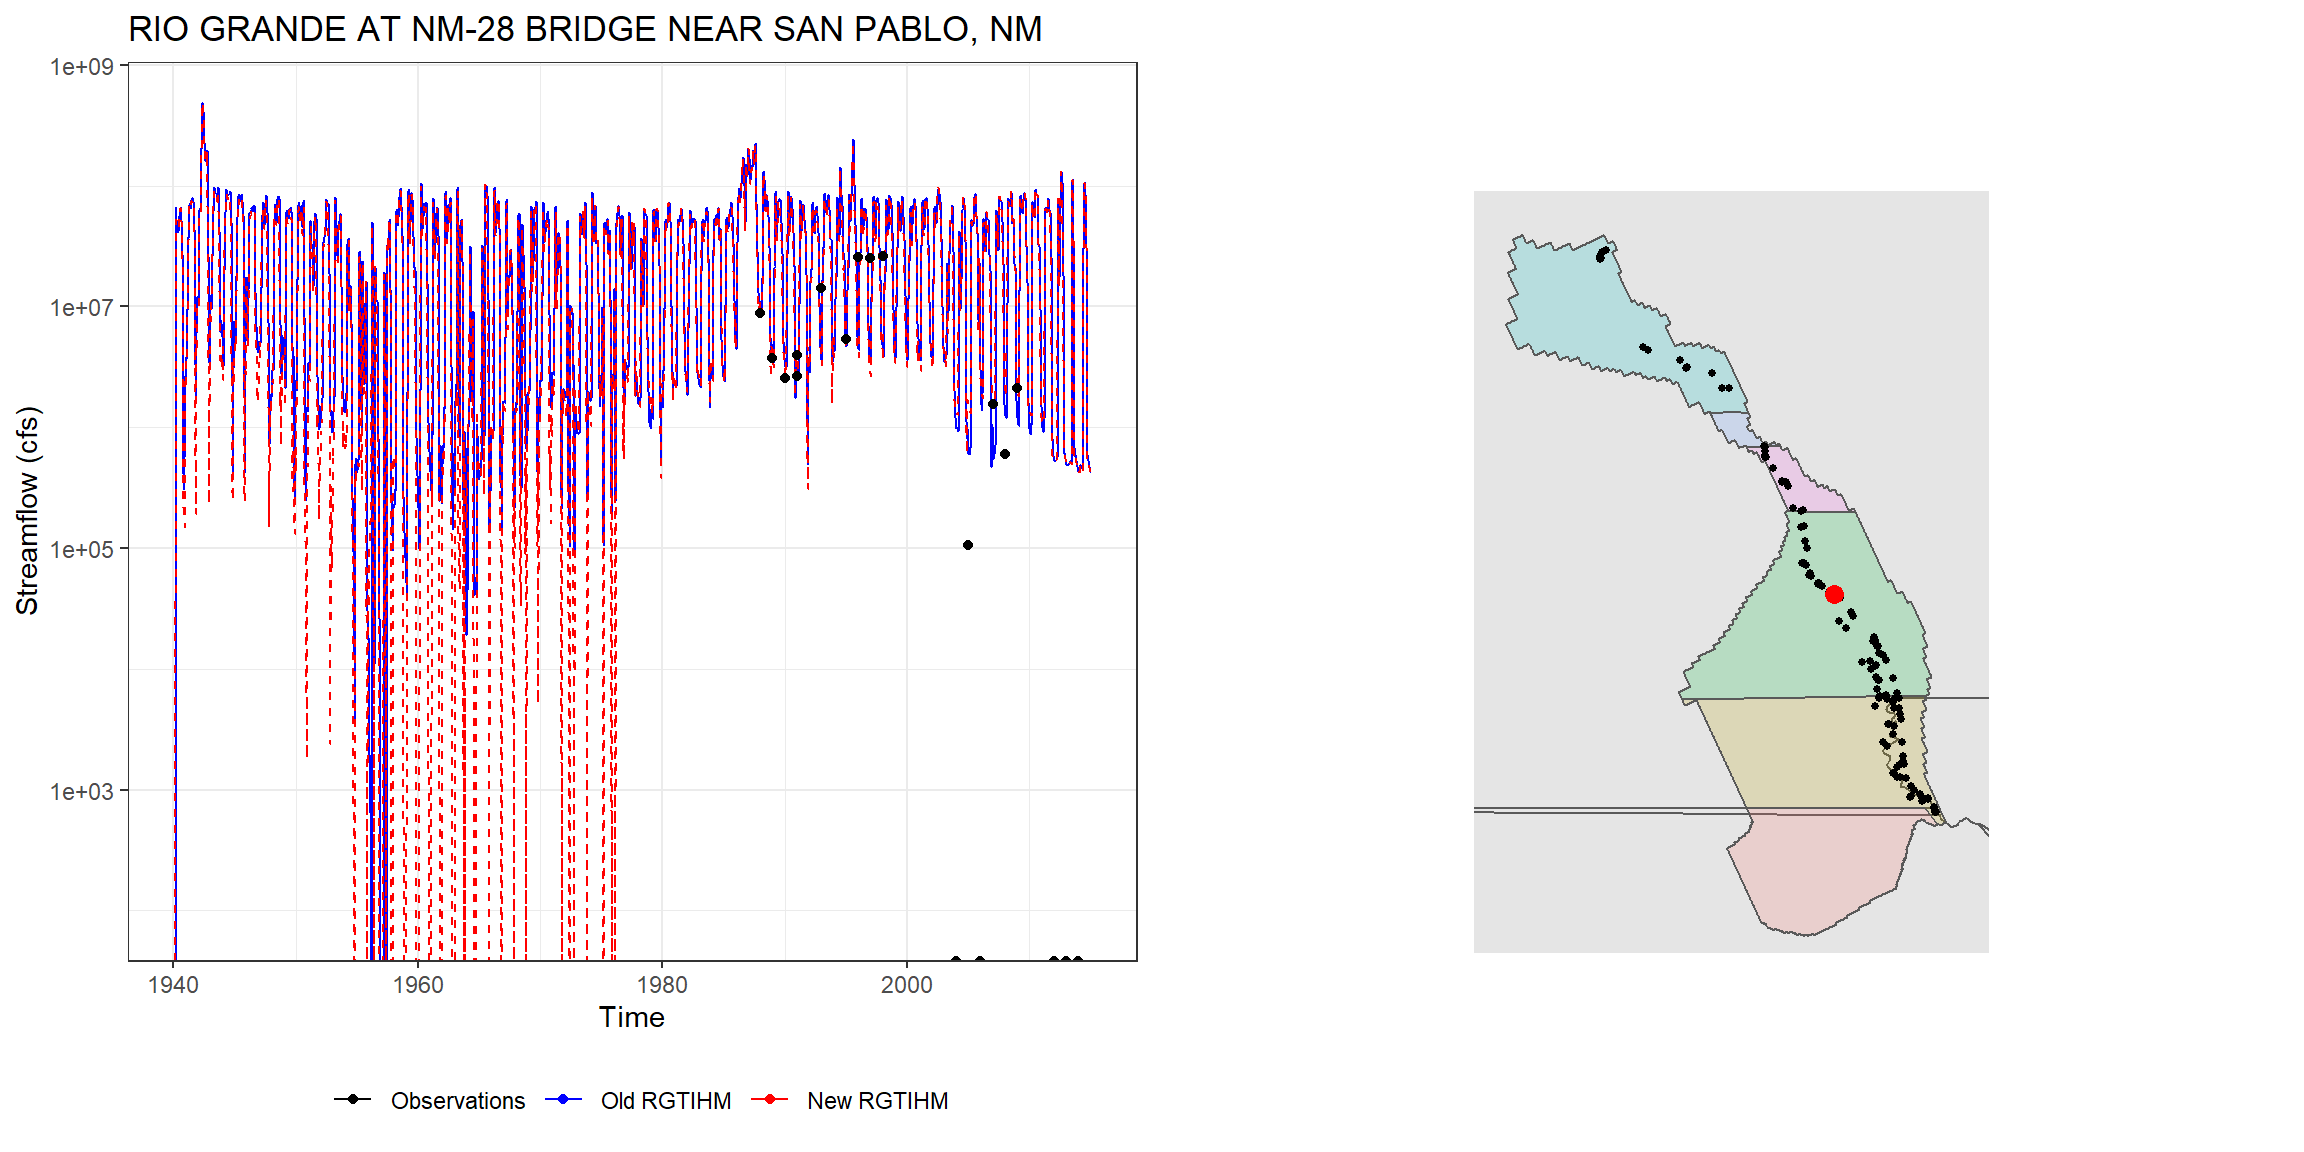 RIO GRANDE AT NM-28 BRIDGE NEAR SAN PABLO, NM
1e+09
1e+07
1e+05
1e+03
Streamflow (cfs)
1940 1960 1980 2000
Time
Observations Old RGTIHM New RGTIHM